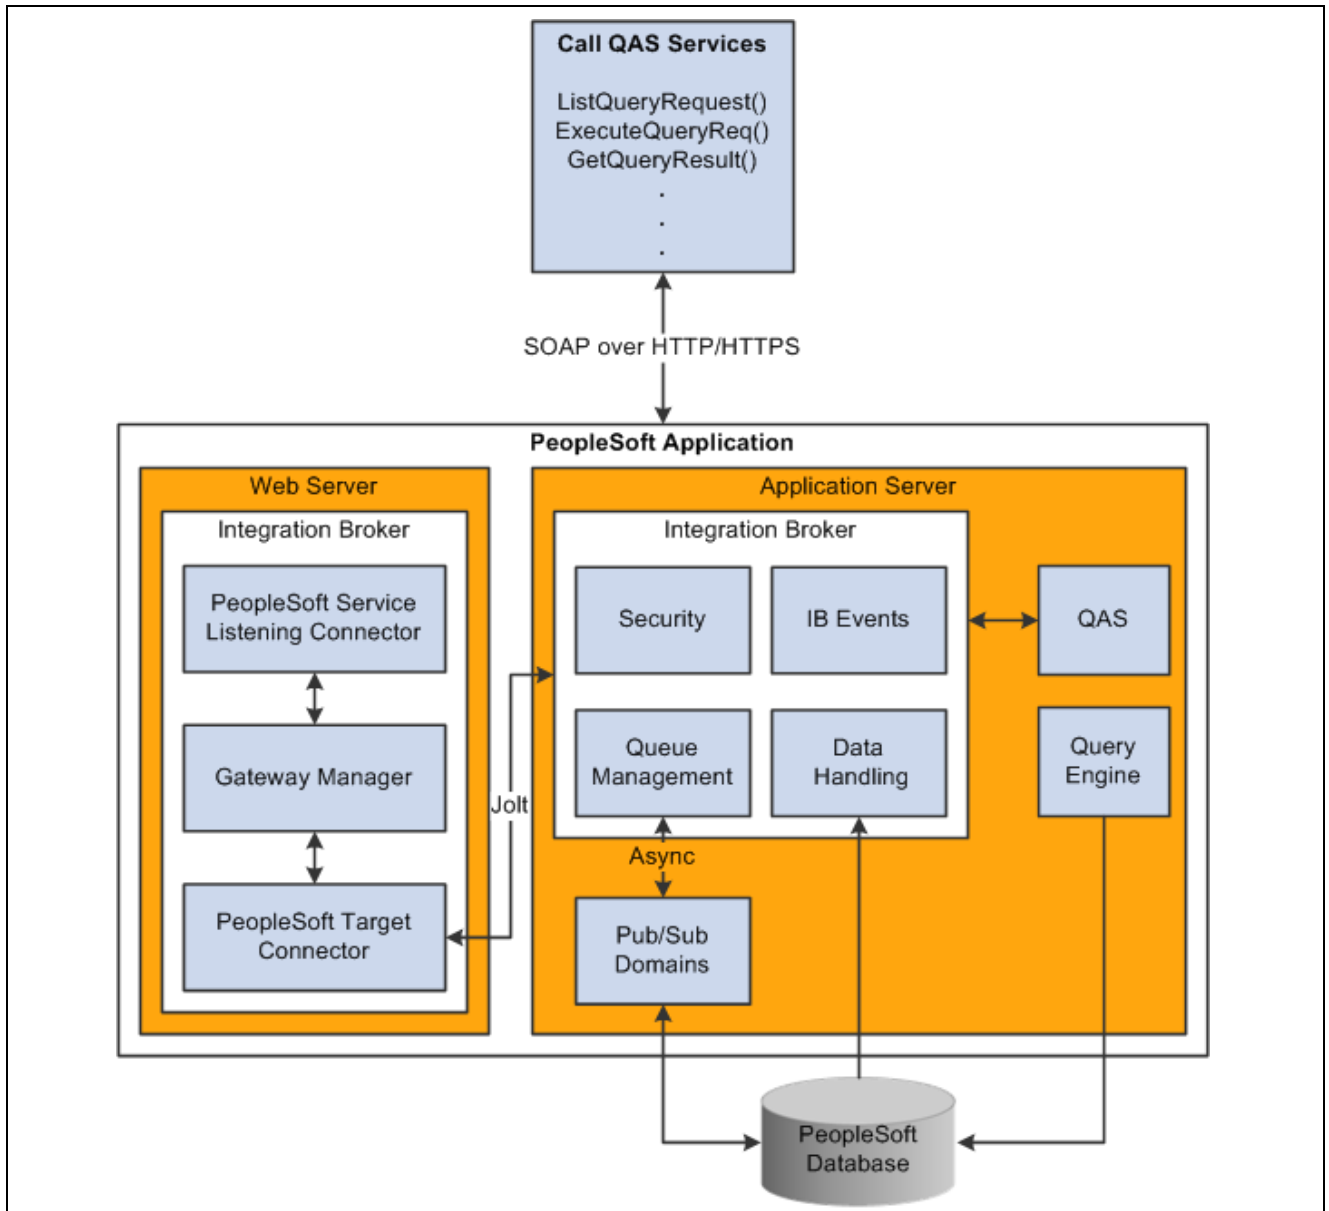 Call QAS Services
ListQueryRequest()
ExecuteQueryReq()
GetQueryResult()
.
.
.
SOAP over HTTP/HTTPS
PeopleSoft Application
Web Server
Integration Broker
PeopleSoft Service
Listening Connector
Gateway Manager
PeopleSoft Target
Connector
Jolt
Application Server
Integration Broker
Security
IB Events
QAS
Queue
Management
Data
Handling
Query
Engine
Async
Pub/Sub
Domains
PeopleSoft
Database